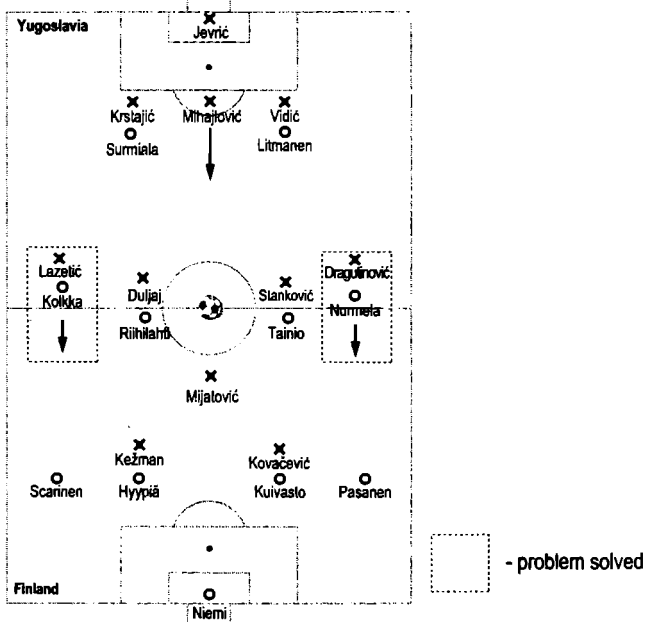 Yugoslavia
Jevrić
Krstajić Mihajlović Vidić
Surmiala Litmanen
Lazetić Dragutinović
Kolkka Duljaj Stanković Nurmela
Riihilahti Tainio
Mijatović
Kežman Kovačević
Scarinen Hyypiä Kuivasto Pasanen
- problem solved
Finland
Niemi